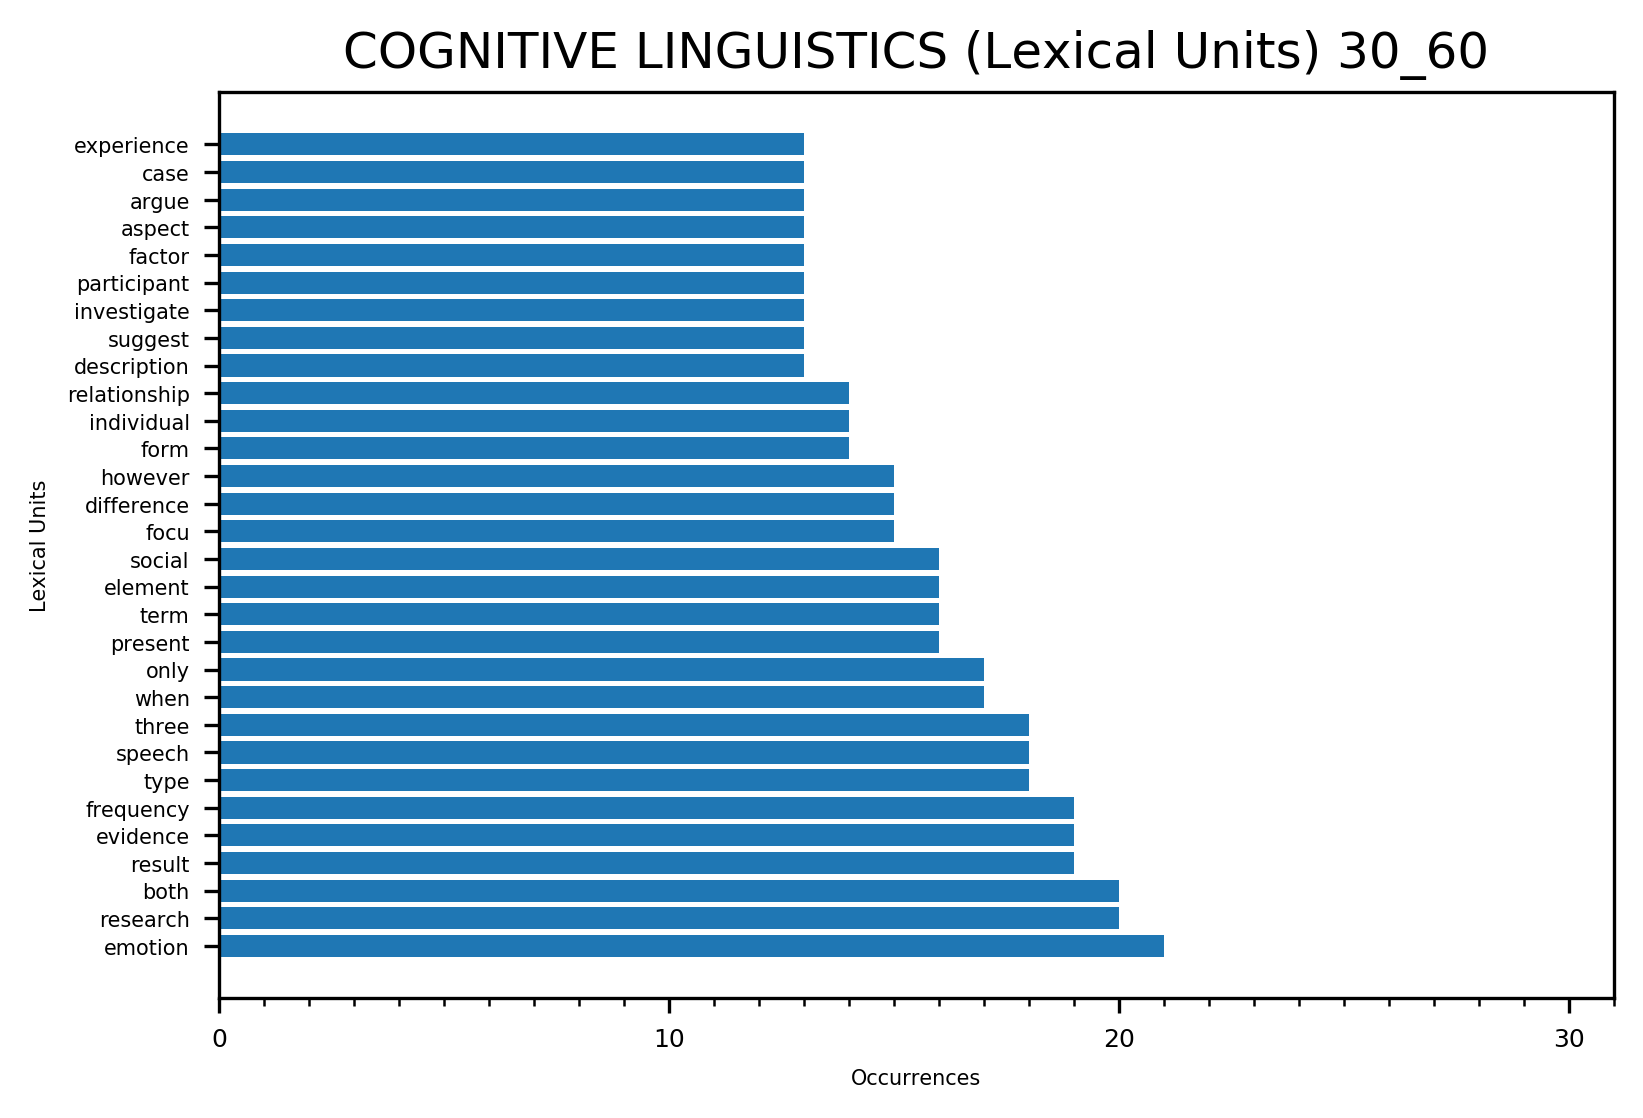 COGNITIVE LINGUISTICS (Lexical Units) 30_60
experience
case
argue
aspect
factor
participant
investigate
suggest
description
relationship
individual
form
however
difference
focu
social
element
term
present
only
when
three
speech
type
frequency
evidence
result
both
research
emotion
Lexical Units
0 10 20 30
Occurrences